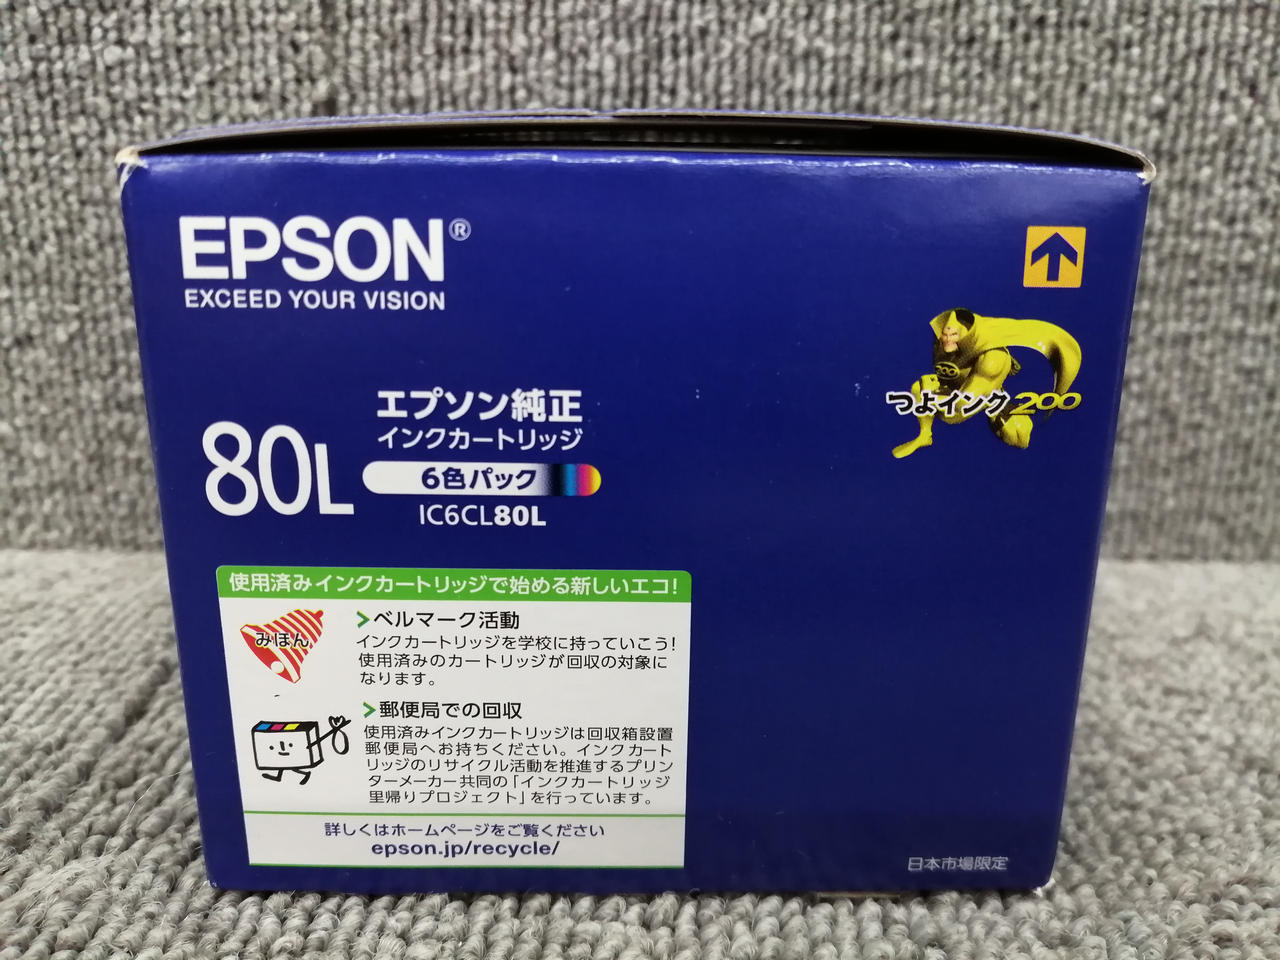 EPSON®
EXCEED YOUR VISION
つよインク200
エプソン純正
インクカートリッジ
80L
6色パック
IC6CL80L
使用済みインクカートリッジで始める新しいエコ!
みほん
ベルマーク活動
インクカートリッジを学校に持っていこう!
使用済みのカートリッジが回収の対象に
なります。
郵便局での回収
使用済みインクカートリッジは回収箱設置
郵便局へお持ちください。インクカート
リッジのリサイクル活動を推進するプリン
ターメーカー共同の「インクカートリッジ
里帰りプロジェクト」を行っています。
詳しくはホームページをご覧ください
epson.jp/recycle/
日本市場限定